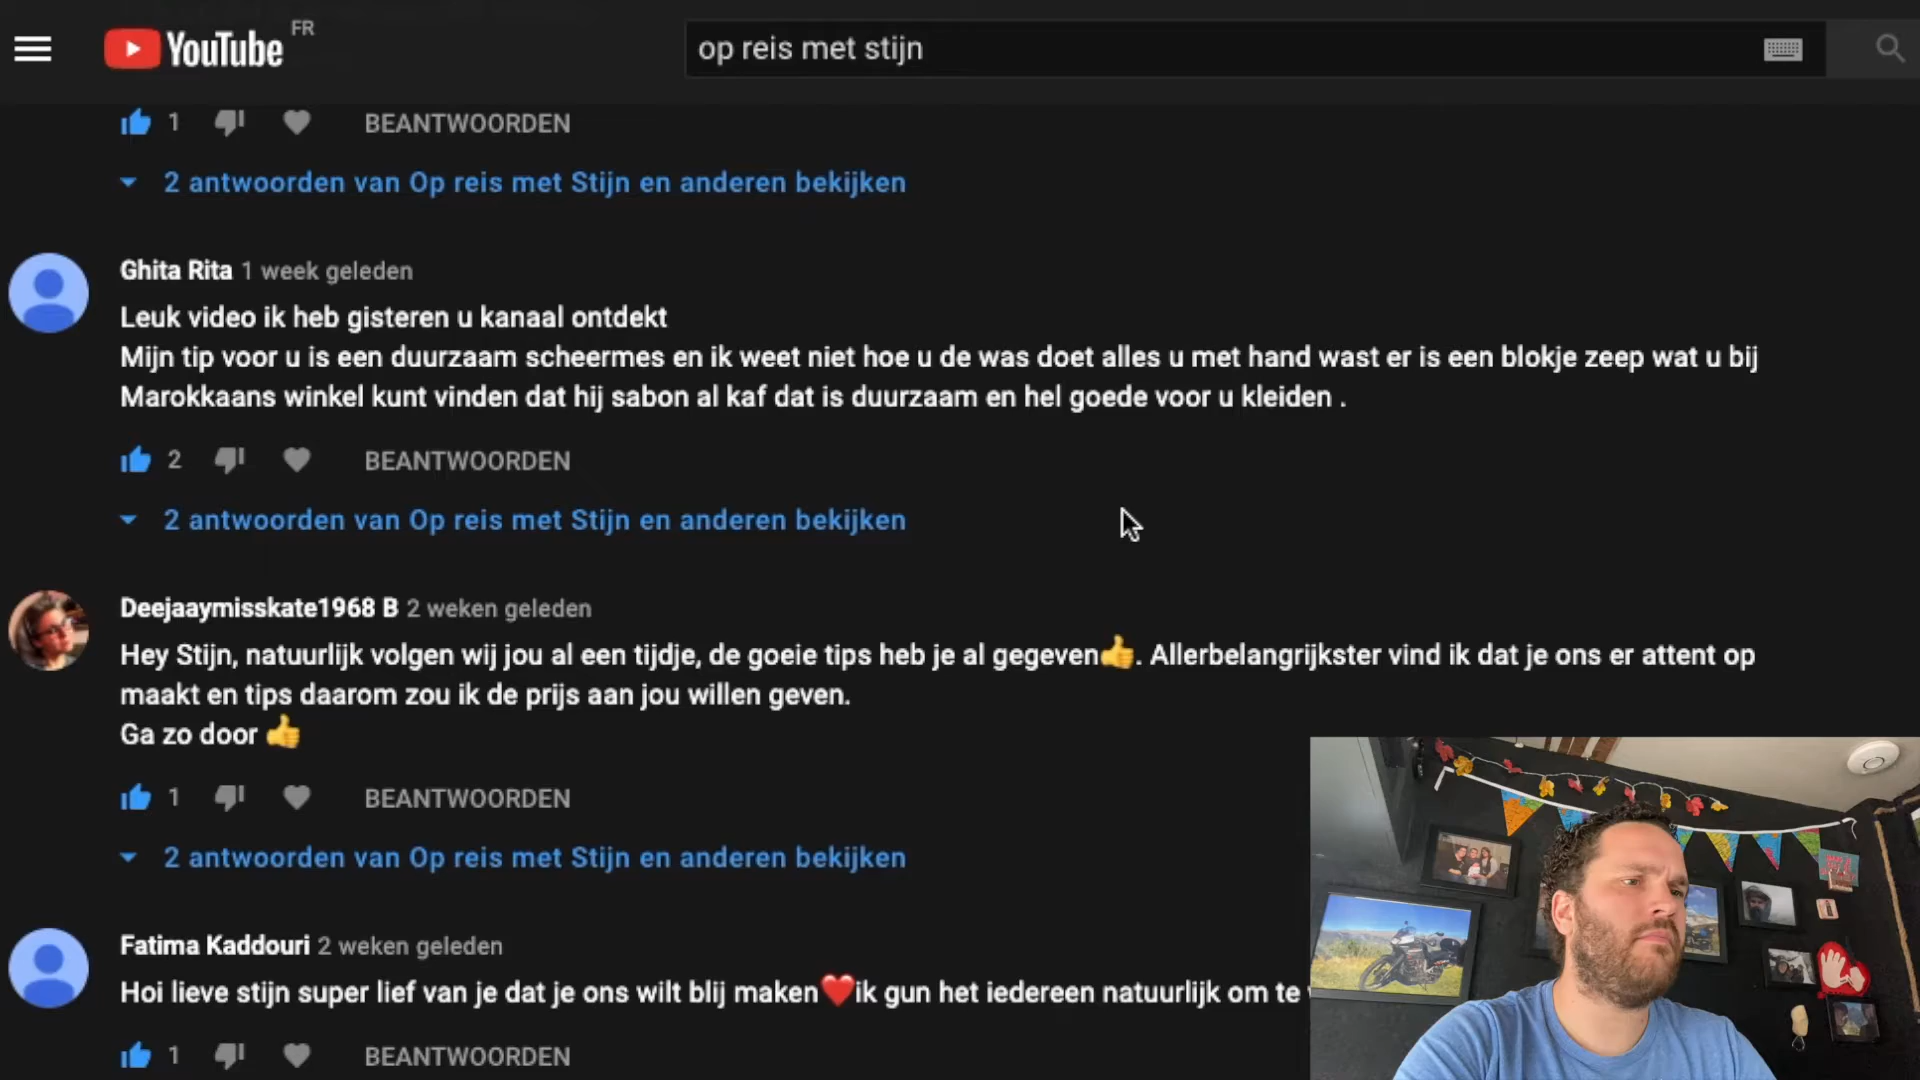 YouTube FR
op reis met stijn
1 BEANTWOORDEN
2 antwoorden van Op reis met Stijn en anderen bekijken
Ghita Rita 1 week geleden
Leuk video ik heb gisteren u kanaal ontdekt
Mijn tip voor u is een duurzaam scheermes en ik weet niet hoe u de was doet alles u met hand wast er is een blokje zeep wat u bij
Marokkaans winkel kunt vinden dat hij sabon al kaf dat is duurzaam en hel goede voor u kleiden .
2 BEANTWOORDEN
2 antwoorden van Op reis met Stijn en anderen bekijken
Deejaaymisskate1968 B 2 weken geleden
Hey Stijn, natuurlijk volgen wij jou al een tijdje, de goeie tips heb je al gegeven👍. Allerbelangrijkster vind ik dat je ons er attent op
maakt en tips daarom zou ik de prijs aan jou willen geven.
Ga zo door 👍
1 BEANTWOORDEN
2 antwoorden van Op reis met Stijn en anderen bekijken
Fatima Kaddouri 2 weken geleden
Hoi lieve stijn super lief van je dat je ons wilt blij maken❤️ik gun het iedereen natuurlijk om te
1 BEANTWOORDEN